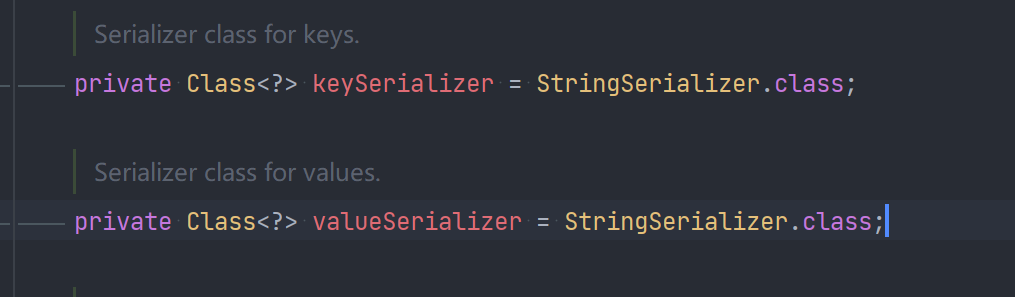 Serializer class for keys.
private Class<?> keySerializer = StringSerializer.class;
Serializer class for values.
private Class<?> valueSerializer = StringSerializer.class;